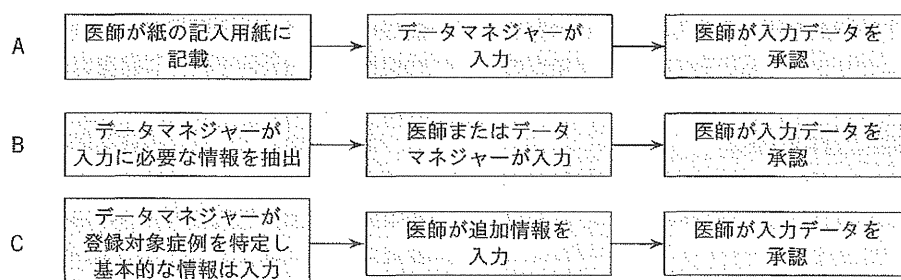 A
医師が紙の記入用紙に
記載
データマネジャーが
入力
医師が入力データを
承認
B
データマネジャーが
入力に必要な情報を抽出
医師またはデータ
マネジャーが入力
医師が入力データを
承認
C
データマネジャーが
登録対象症例を特定し
基本的な情報は入力
医師が追加情報を
入力
医師が入力データを
承認